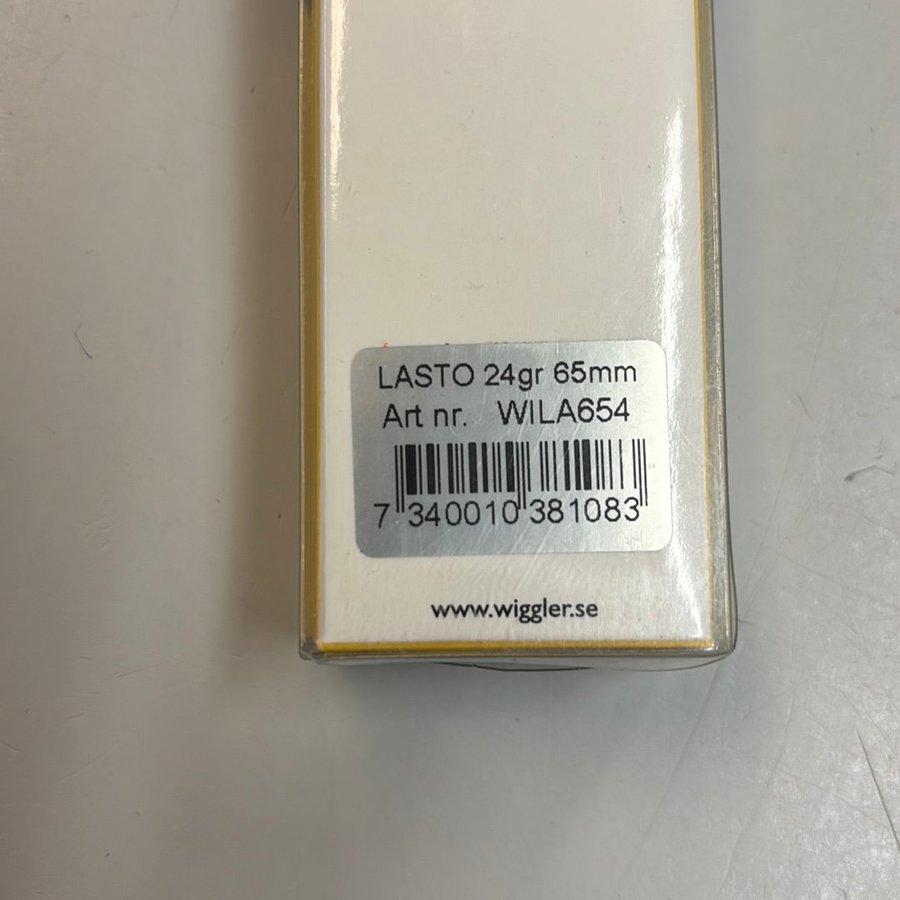 LASTO 24gr 65mm
Art nr. WILA654
7 340010 381083
www.wiggler.se